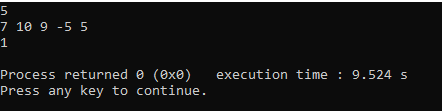 5
7 10 9 -5 5
1
Process returned 0 (0x0)   execution time : 9.524 s
Press any key to continue.